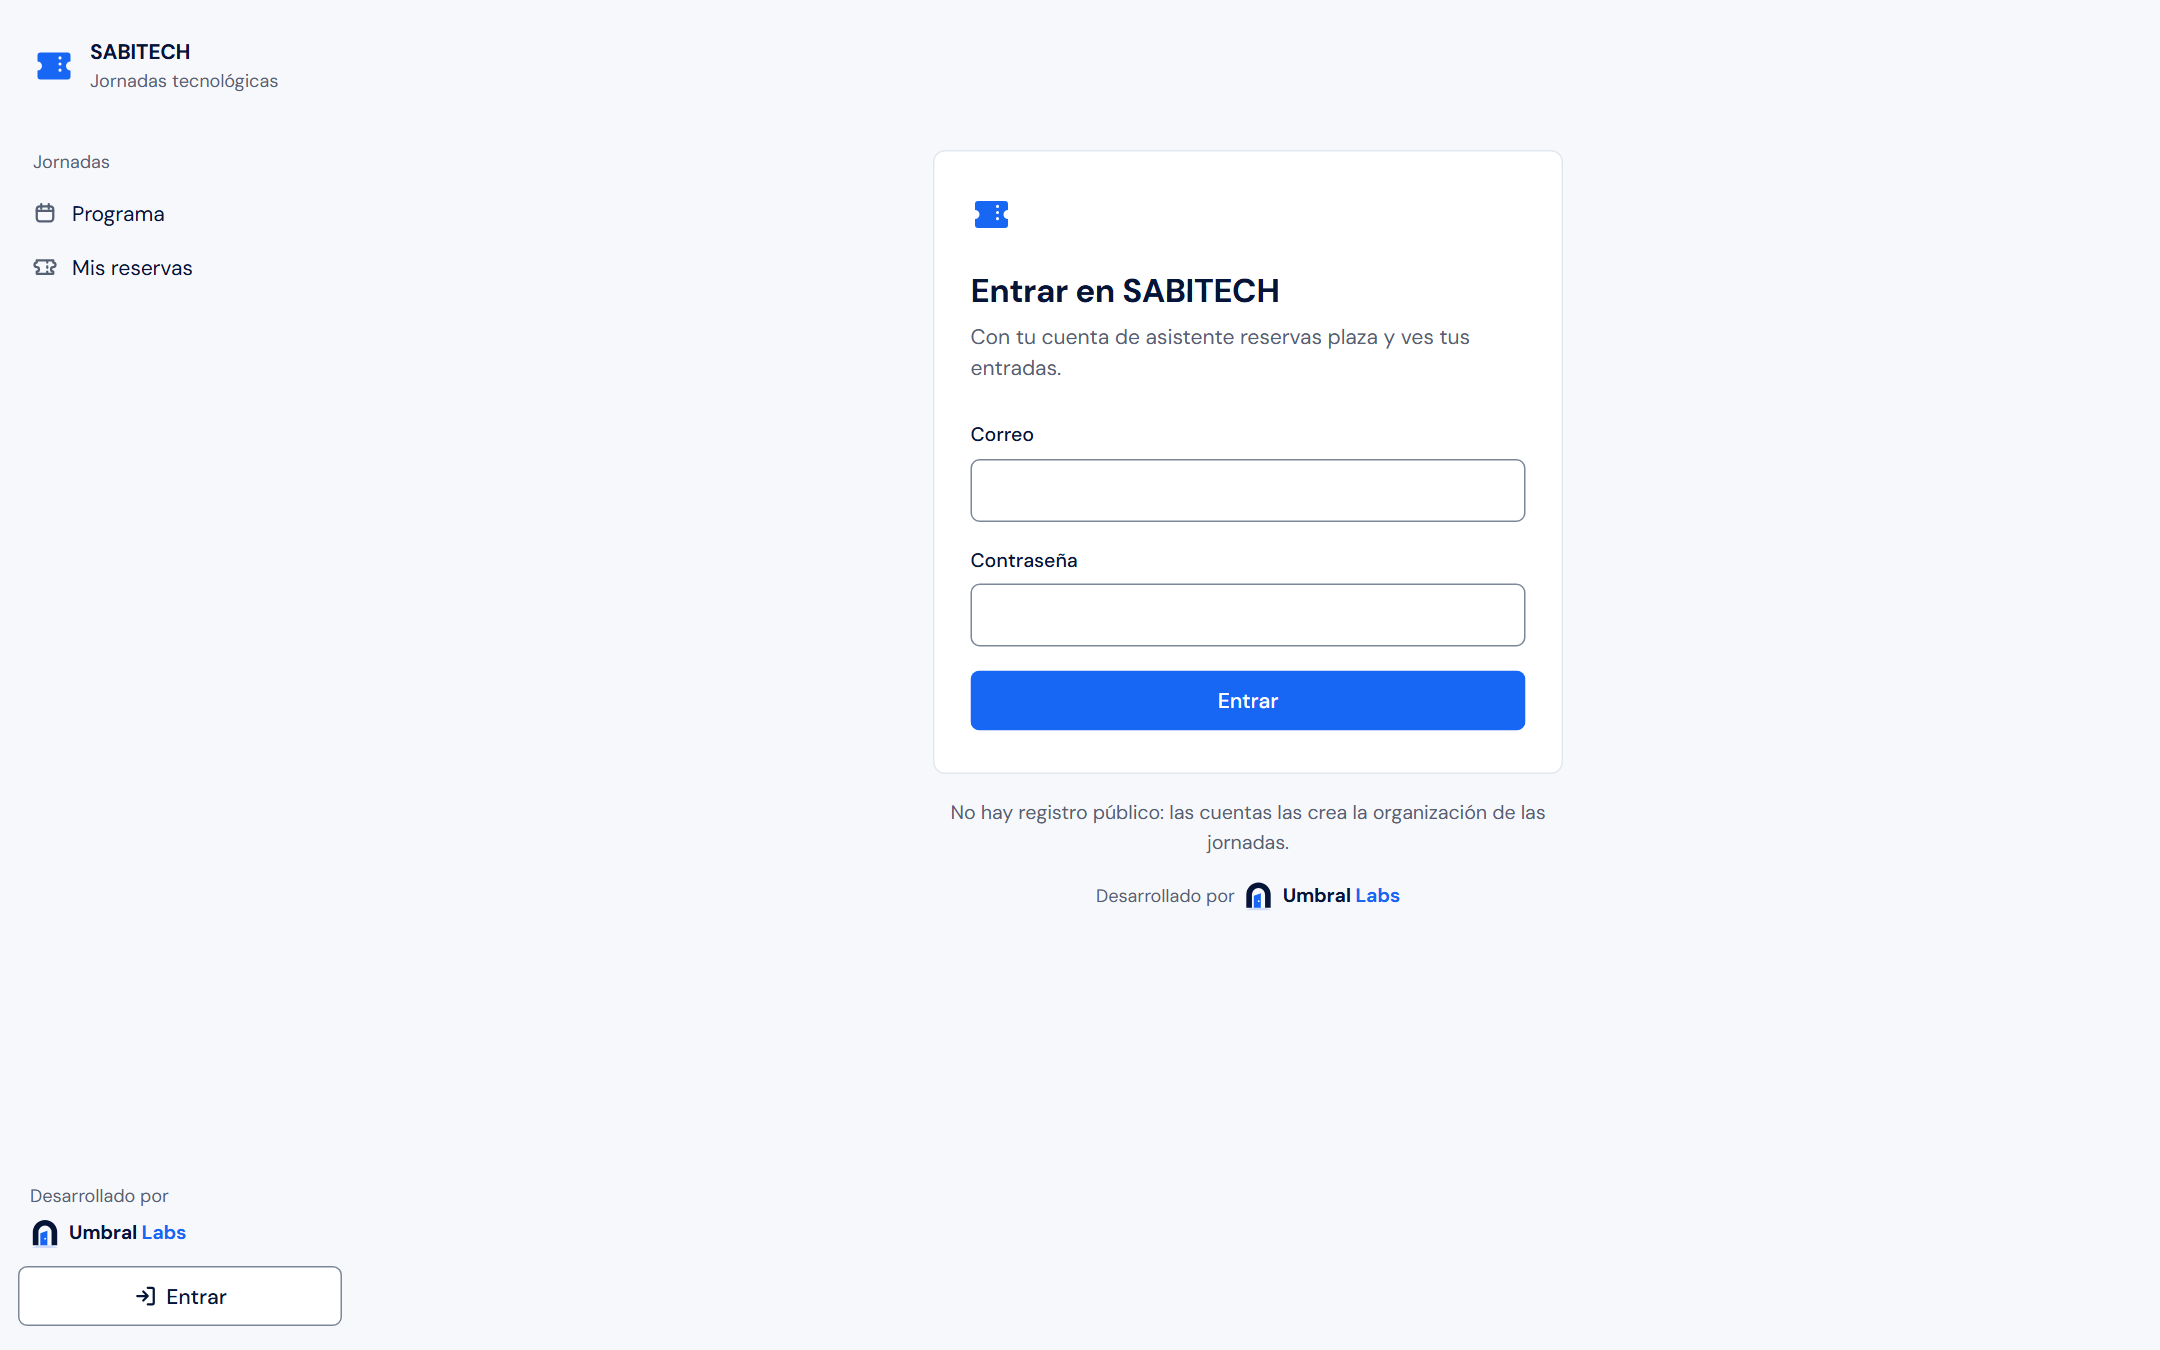 SABITECH
Jornadas tecnológicas
Jornadas
Programa
Mis reservas
Entrar en SABITECH
Con tu cuenta de asistente reservas plaza y ves tus
entradas.
Correo
Contraseña
Entrar
No hay registro público: las cuentas las crea la organización de las
jornadas.
Desarrollado por Umbral Labs
Desarrollado por
Umbral Labs
Entrar